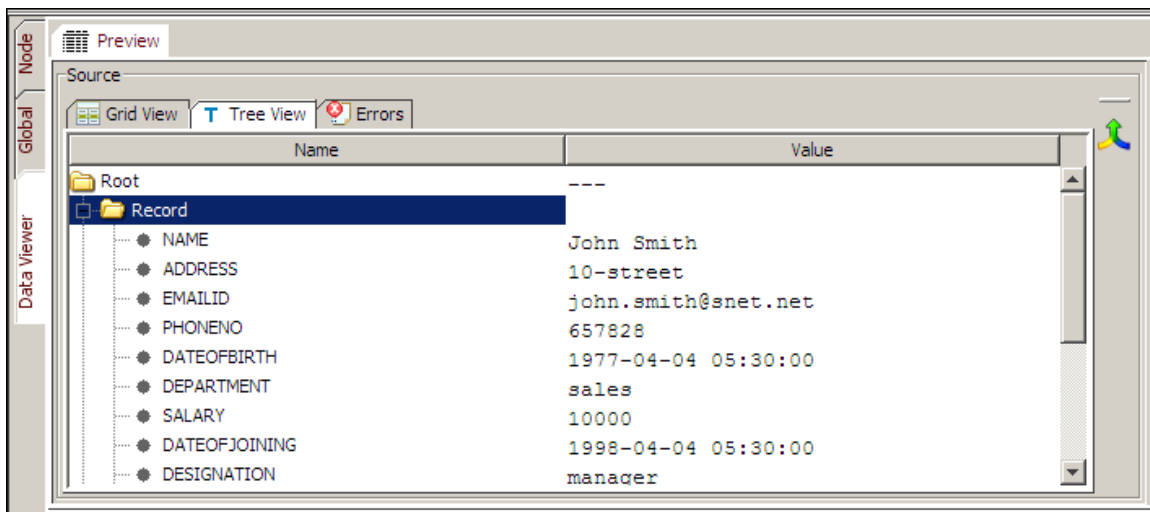 Node
Global
Data Viewer
Preview
Source
Grid View T Tree View Errors
Name Value
Root ---
Record
NAME John Smith
ADDRESS 10-street
EMAILID john.smith@snet.net
PHONENO 657828
DATEOFBIRTH 1977-04-04 05:30:00
DEPARTMENT sales
SALARY 10000
DATEOFJOINING 1998-04-04 05:30:00
DESIGNATION manager